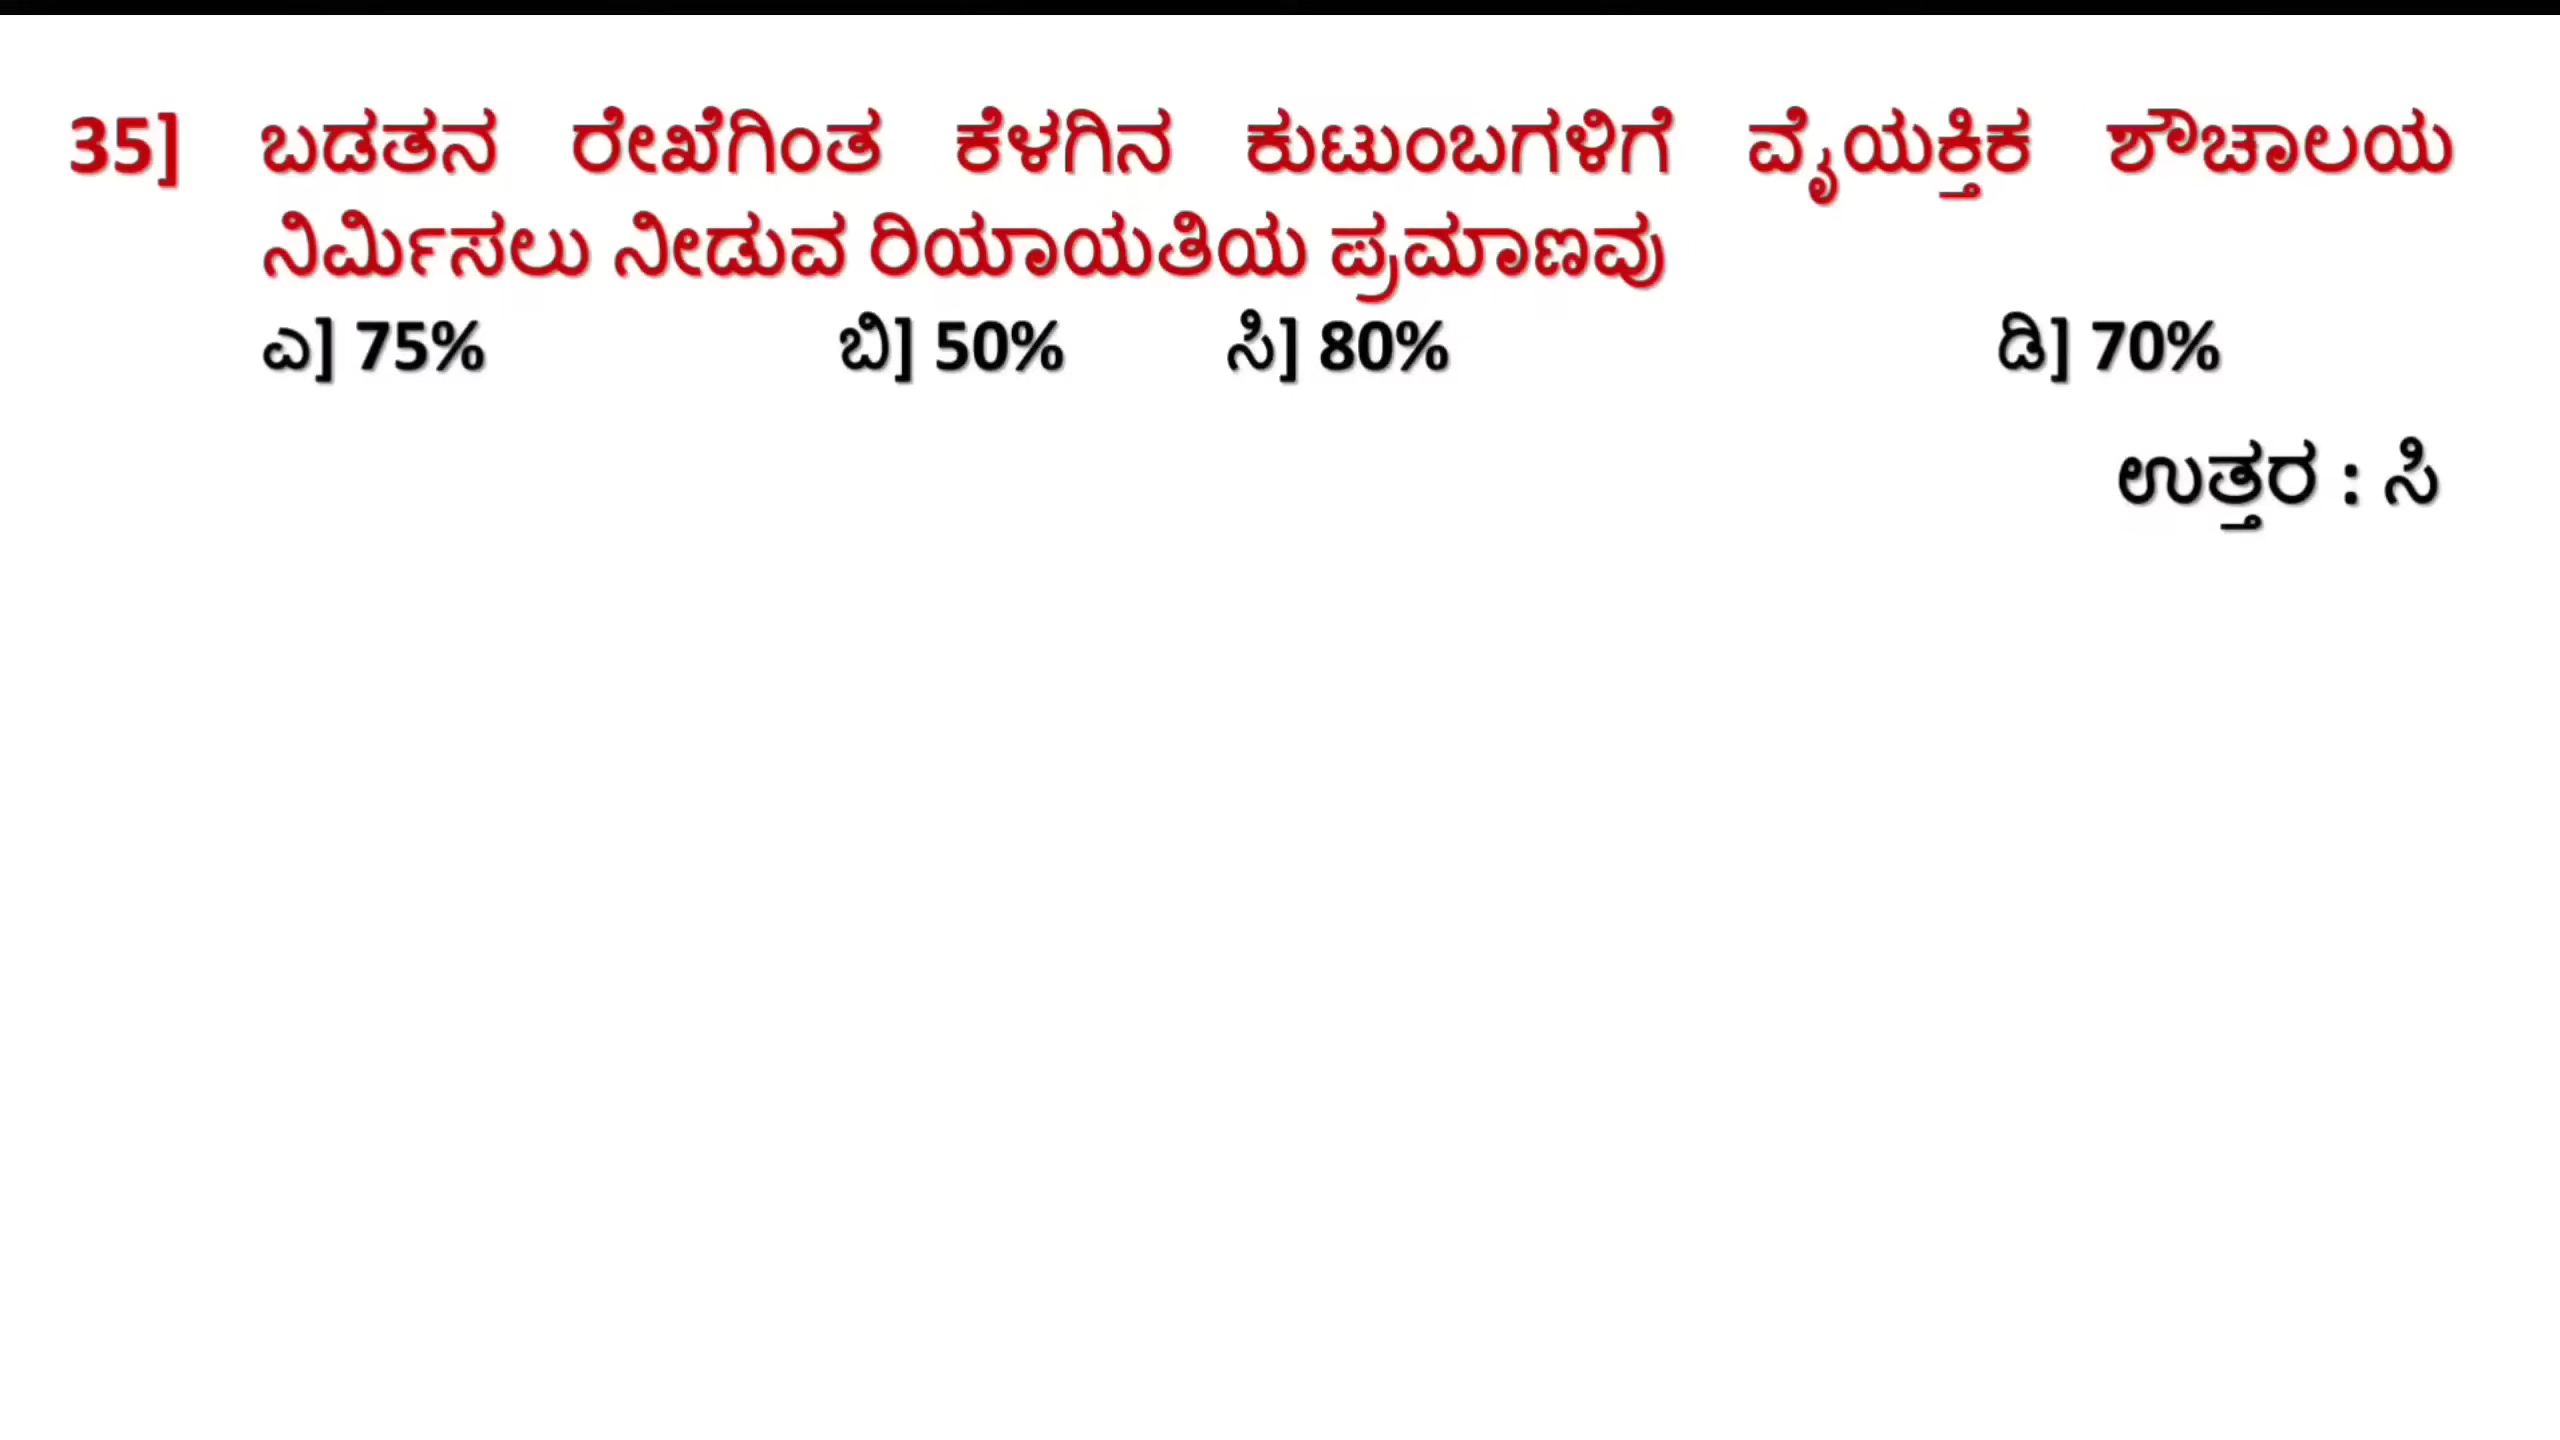 35] ಬಡತನ ರೇಖೆಗಿಂತ ಕೆಳಗಿನ ಕುಟುಂಬಗಳಿಗೆ ವೈಯಕ್ತಿಕ ಶೌಚಾಲಯ
ನಿರ್ಮಿಸಲು ನೀಡುವ ರಿಯಾಯತಿಯ ಪ್ರಮಾಣವು
ಎ] 75% ಬಿ] 50% ಸಿ] 80% ಡಿ] 70%
ಉತ್ತರ : ಸಿ